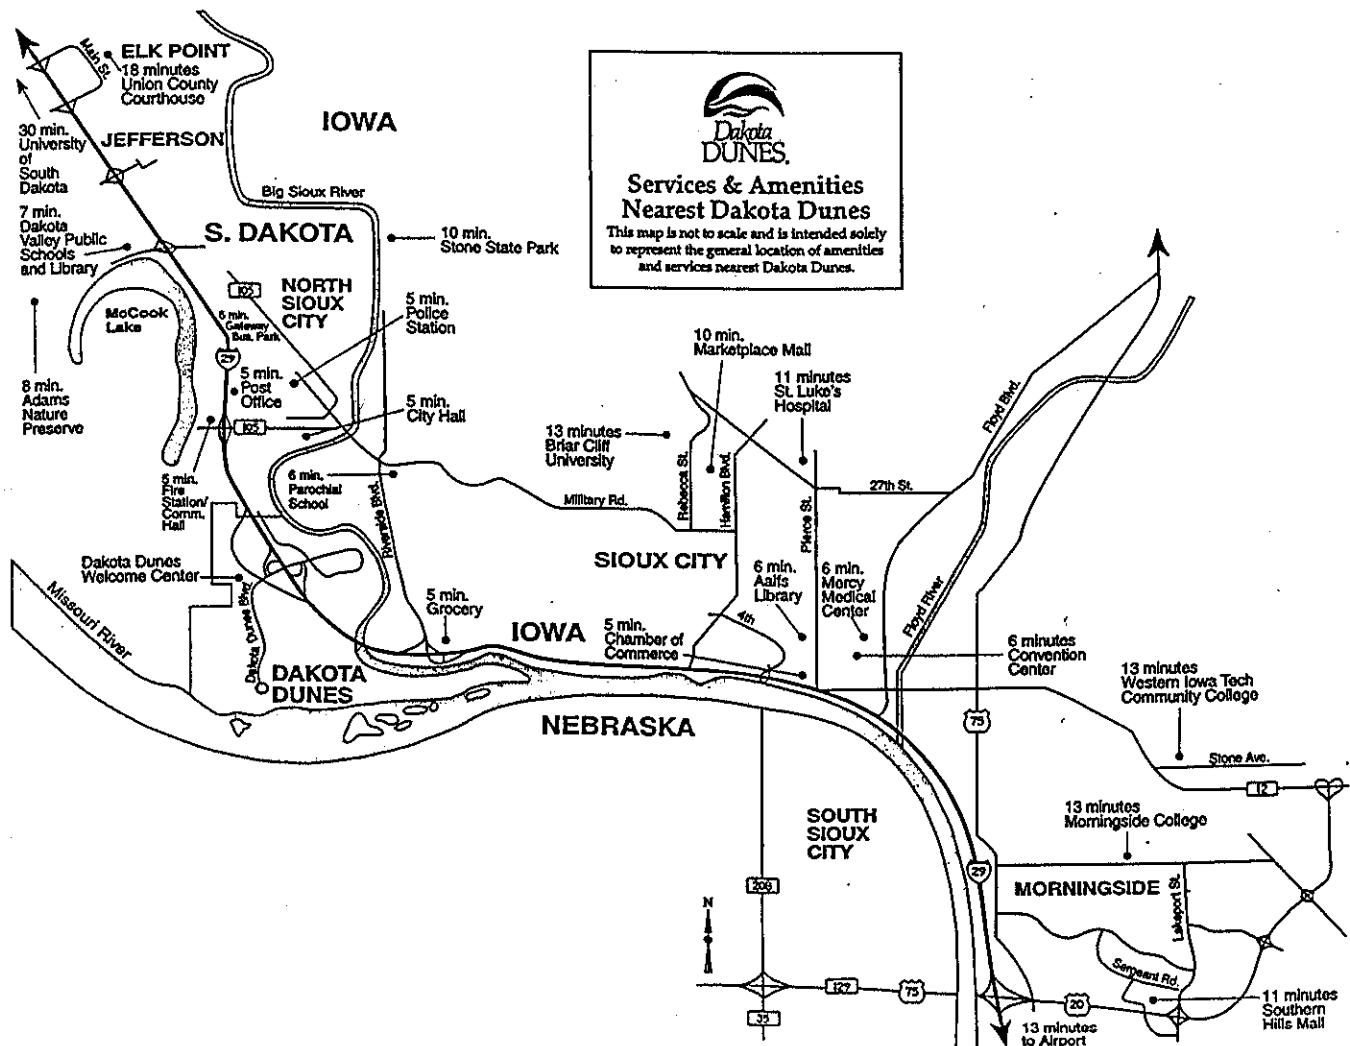 ELK POINT
Main St.
18 minutes
Union County
Courthouse
IOWA
30 min.
University
of
South
Dakota
JEFFERSON
Big Sioux River
7 min.
Dakota
Valley Public
Schools
and Library
S. DAKOTA
10 min.
Stone State Park
Dakota
DUNES.
Services & Amenities
Nearest Dakota Dunes
This map is not to scale and is intended solely
to represent the general location of amenities
and services nearest Dakota Dunes.
105
NORTH
SIOUX
CITY
McCook
Lake
5 min.
Gateway
Bus. Park
5 min.
Police
Station
29
5 min.
Post
Office
8 min.
Adams
Nature
Preserve
105
5 min.
City Hall
10 min.
Marketplace Mall
11 minutes
St. Luke's
Hospital
13 minutes
Briar Cliff
University
Floyd Blvd.
5 min.
Fire
Station/
Comm.
Hall
6 min.
Parochial
School
Riverside Blvd.
Military Rd.
Rebecca St.
Hamilton Blvd.
Pierce St.
27th St.
Dakota Dunes
Welcome Center
Missouri River
Dakota Dunes Blvd.
SIOUX CITY
5 min.
Grocery
IOWA
4th
6 min.
Aalfs
Library
6 min.
Mercy
Medical
Center
Floyd River
5 min.
Chamber of
Commerce
6 minutes
Convention
Center
DAKOTA
DUNES
NEBRASKA
13 minutes
Western Iowa Tech
Community College
75
Stone Ave.
12
SOUTH
SIOUX
CITY
13 minutes
Morningside College
29
MORNINGSIDE
Lakeport St.
N
Sergeant Rd.
129
75
20
35
13 minutes
to Airport
11 minutes
Southern
Hills Mall